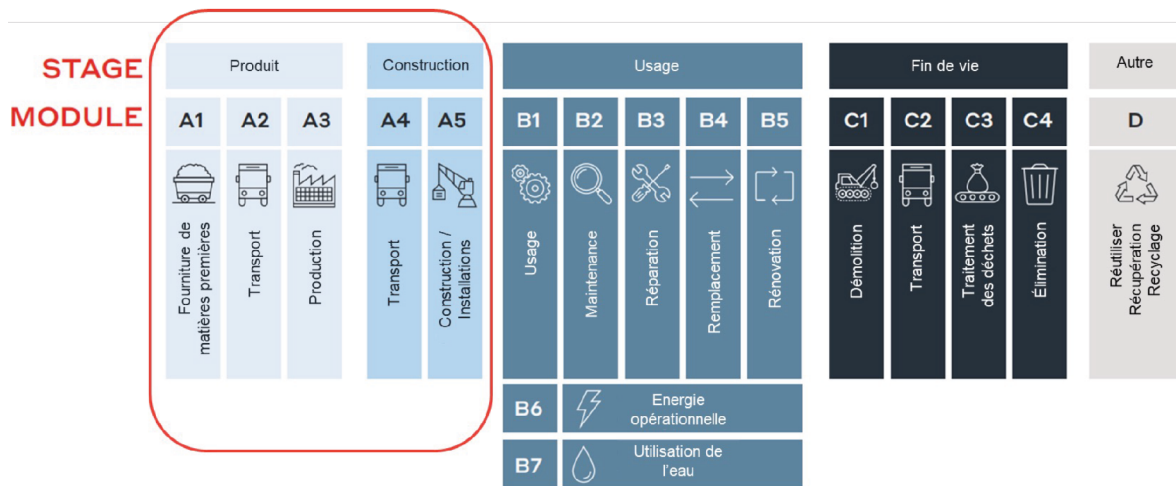 STAGE
Produit
Construction
Usage
Fin de vie
Autre
MODULE
A1
A2
A3
A4
A5
B1
B2
B3
B4
B5
C1
C2
C3
C4
D
Fourniture de
matières premières
Transport
Production
Transport
Construction /
Installations
Usage
Maintenance
Réparation
Remplacement
Rénovation
Démolition
Transport
Traitement
des déchets
Élimination
Réutiliser
Récupération
Recyclage
B6
Energie
opérationnelle
B7
Utilisation de
l'eau